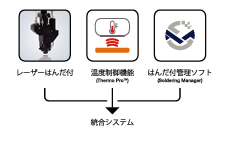 レーザーはんだ付
温度制御機能
(Thermo Pro™)
はんだ付管理ソフト
(Soldering Manager)
統合システム